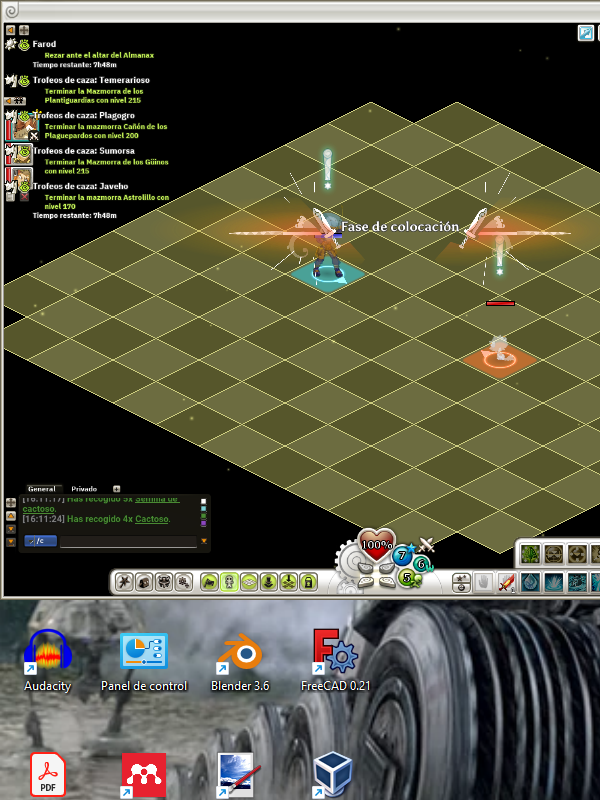 Farod
Rezar ante el altar del Almanax
Tiempo restante: 7h48m
Trofeos de caza: Temerarioso
Terminar la Mazmorra de los
Plantiguardias con nivel 215
Trofeos de caza: Plagogro
Terminar la mazmorra Cañón de los
Plaguepardos con nivel 200
Trofeos de caza: Sumorsa
Terminar la Mazmorra de los Güinos
con nivel 215
Trofeos de caza: Javeho
Terminar la mazmorra Astrolillo con
nivel 170
Tiempo restante: 7h48m
Fase de colocación
General
Privado
[16:11:17] Has recogido 5x Semilla de
cactoso.
[16:11:24] Has recogido 4x Cactoso.
/c
100%
7
6
5
Audacity
Panel de control
Blender 3.6
FreeCAD 0.21
PDF